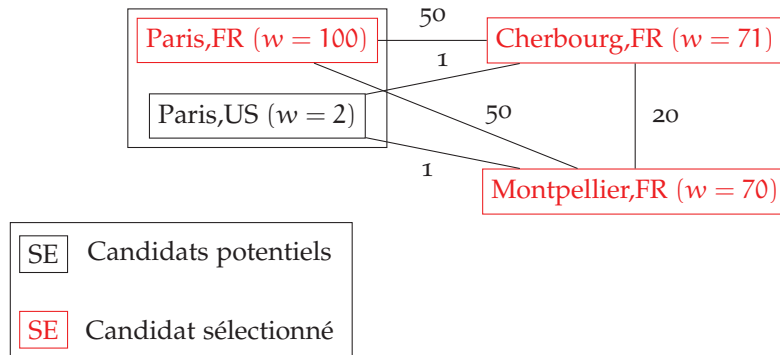 50
Paris,FR (w = 100)
Cherbourg,FR (w = 71)
1
Paris,US (w = 2)
50
20
1
Montpellier,FR (w = 70)
SE Candidats potentiels
SE Candidat sélectionné